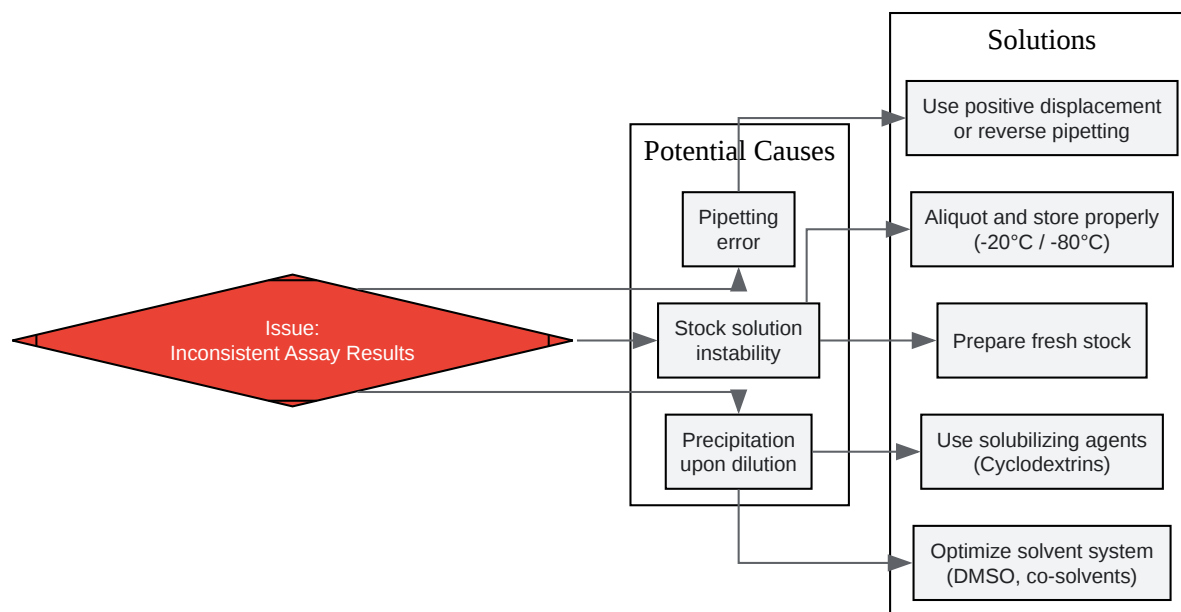 Issue:
Inconsistent Assay Results
Potential Causes
Pipetting
error
Stock solution
instability
Precipitation
upon dilution
Solutions
Use positive displacement
or reverse pipetting
Aliquot and store properly
(-20°C / -80°C)
Prepare fresh stock
Use solubilizing agents
(Cyclodextrins)
Optimize solvent system
(DMSO, co-solvents)